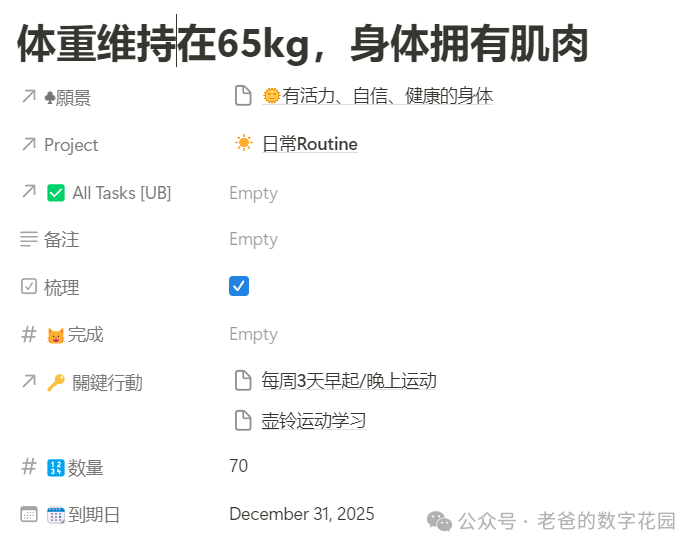 体重维持在65kg，身体拥有肌肉
♣願景 🌞有活力、自信、健康的身体
Project ☀️ 日常Routine
✅ All Tasks [UB] Empty
备注 Empty
梳理
😺完成 Empty
🔑 關鍵行動 每周3天早起/晚上运动
壶铃运动学习
🔢数量 70
🗓️到期日 December 31, 2025
公众号 · 老爸的数字花园